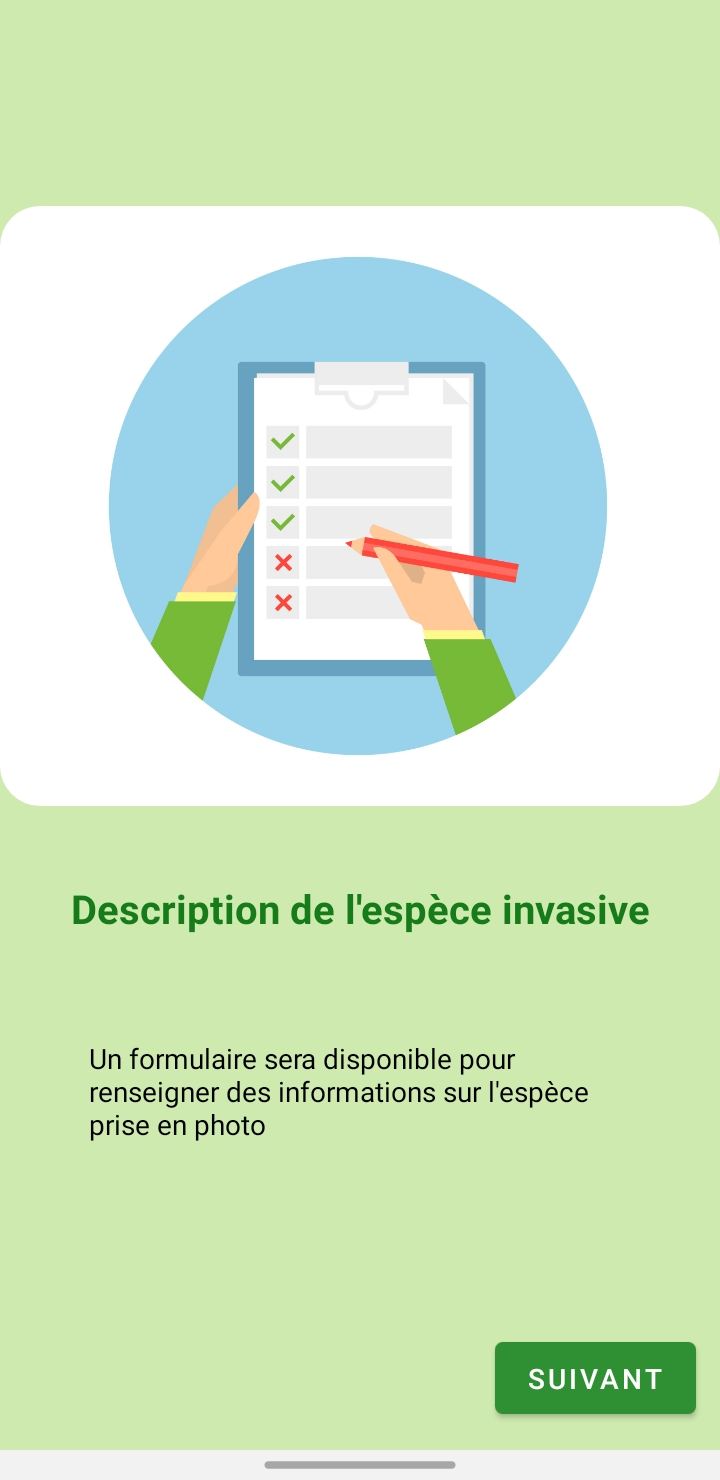 Description de l'espèce invasive
Un formulaire sera disponible pour
renseigner des informations sur l'espèce
prise en photo
SUIVANT